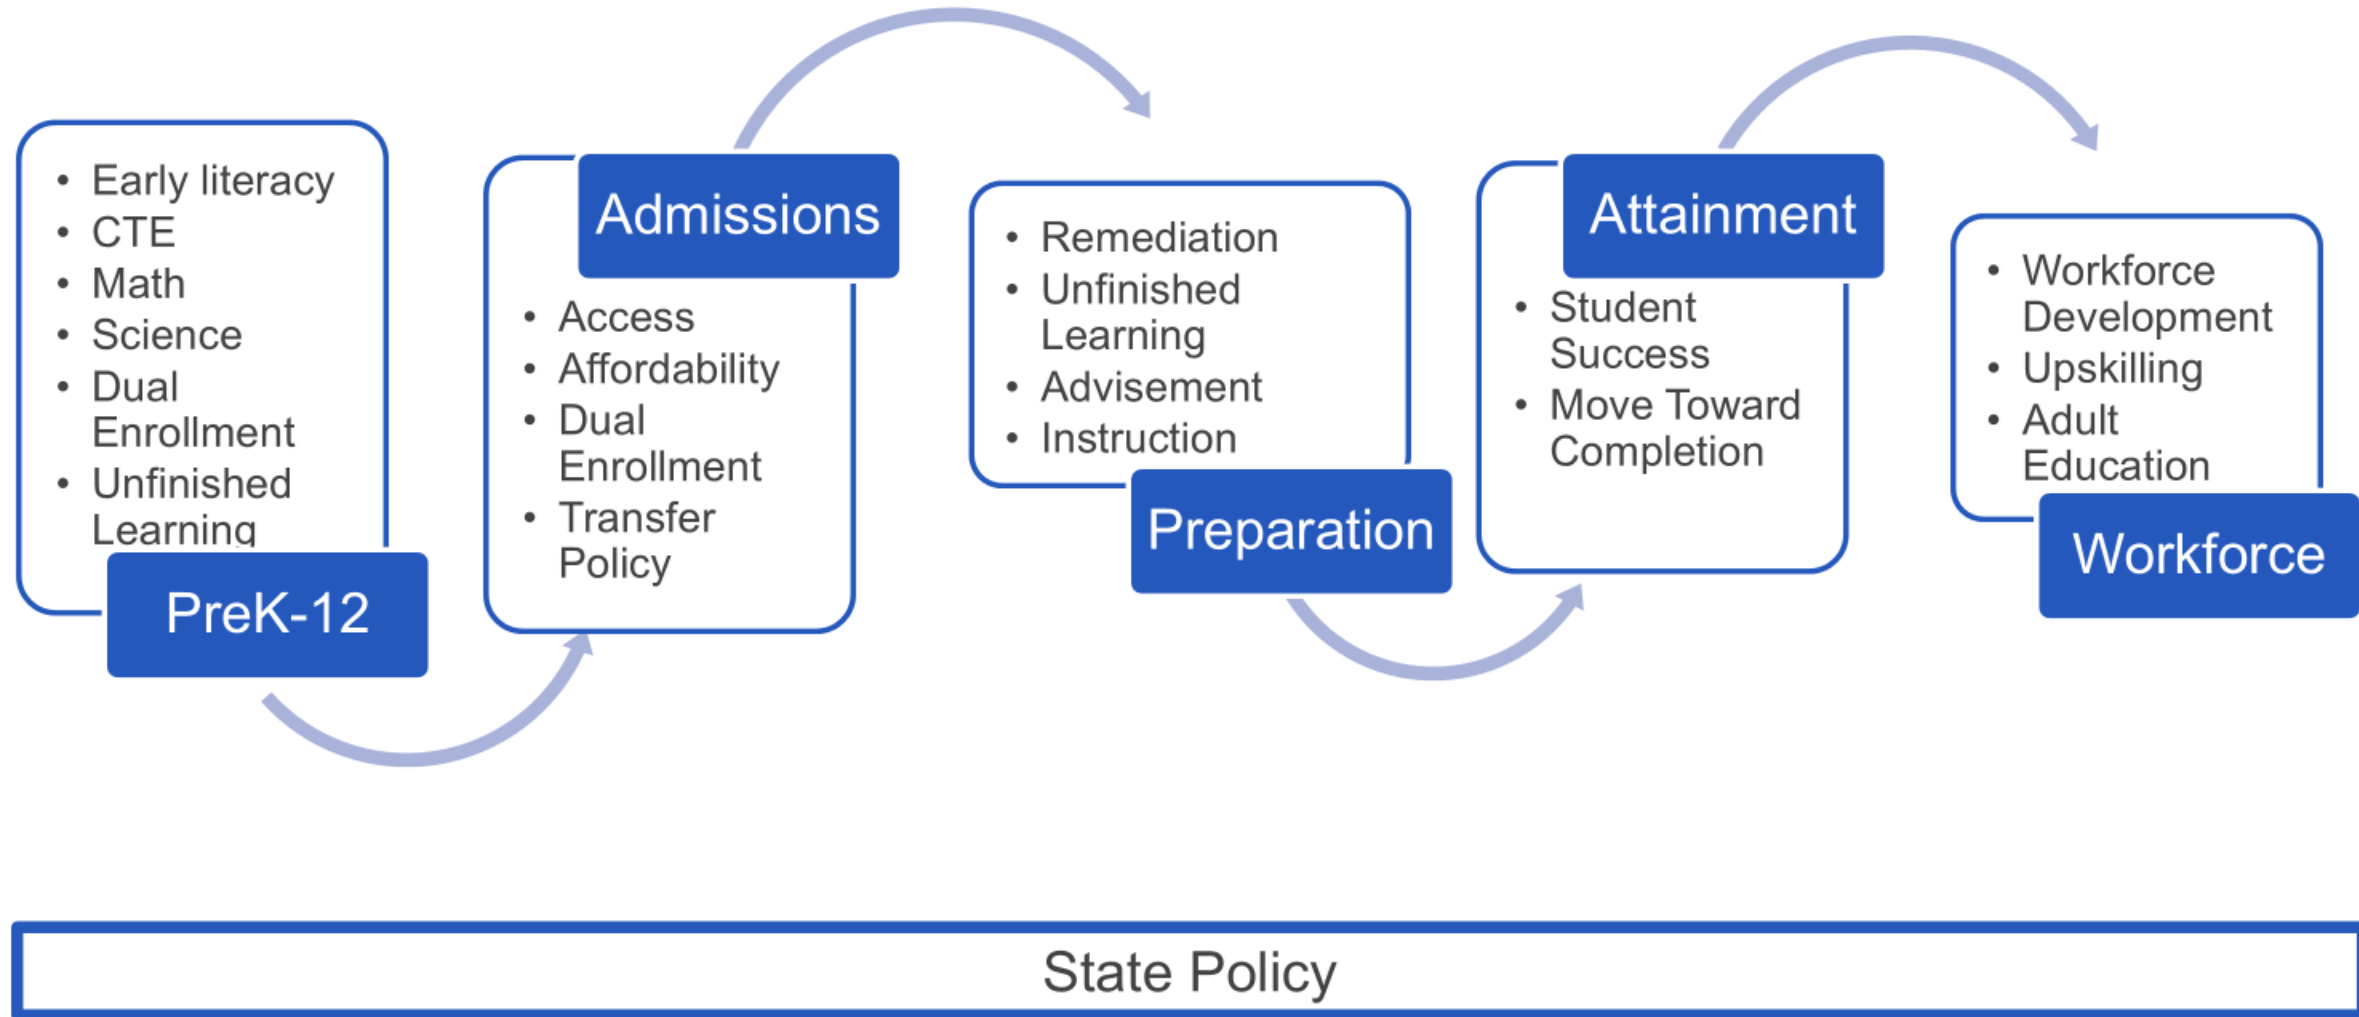 • Early literacy
• CTE
• Math
• Science
• Dual
Enrollment
• Unfinished
Learning
PreK-12
Admissions
• Access
• Affordability
• Dual
Enrollment
• Transfer
Policy
• Remediation
• Unfinished
Learning
• Advisement
• Instruction
Preparation
Attainment
• Student
Success
• Move Toward
Completion
• Workforce
Development
• Upskilling
• Adult
Education
Workforce
State Policy